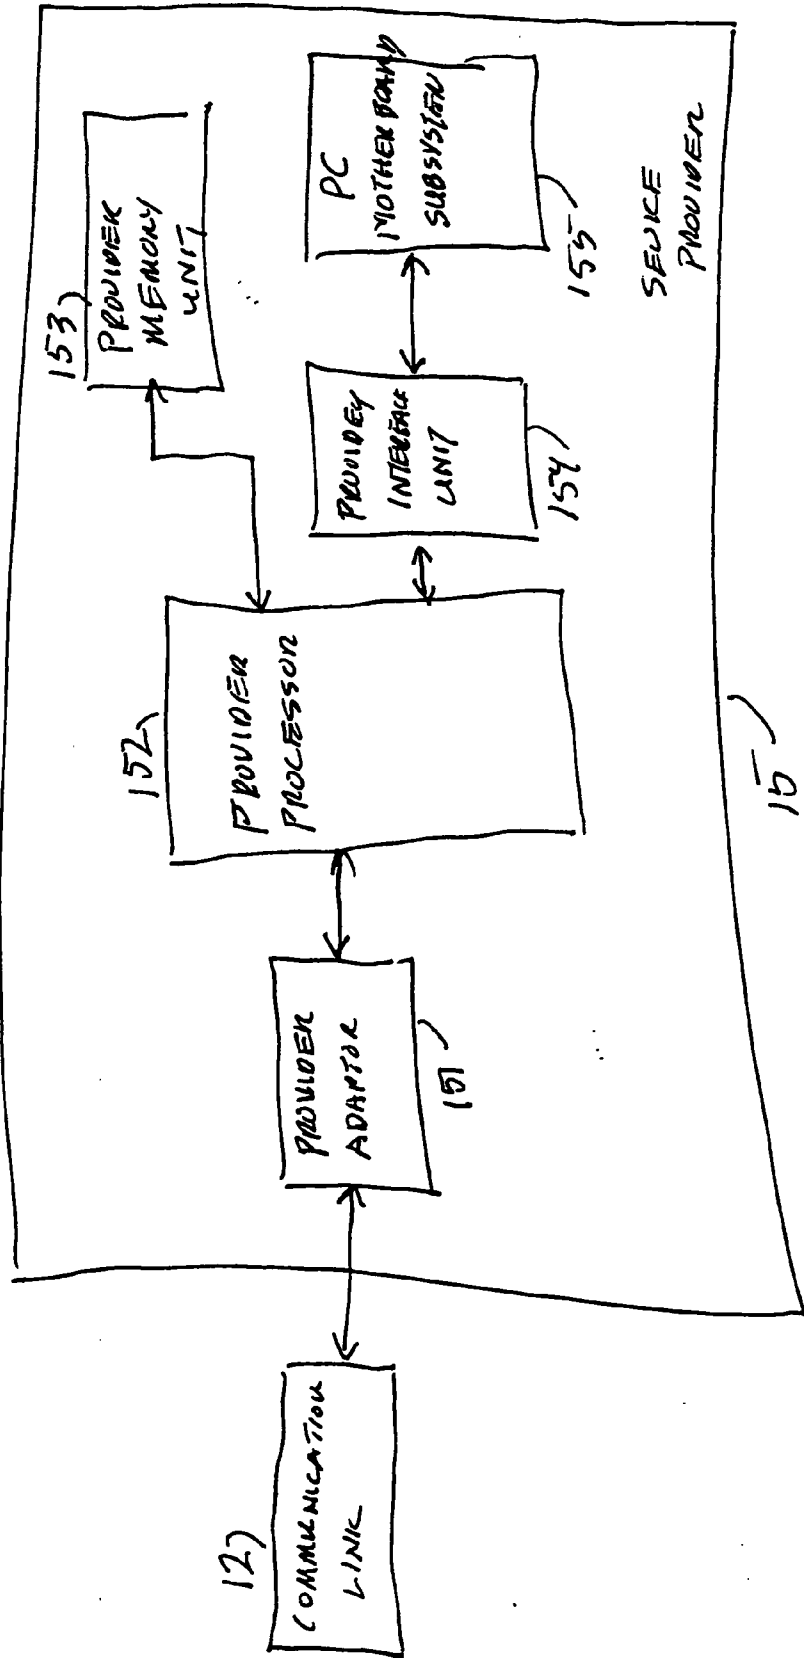 12
COMMUNICATION
LINK
PROVIDER
ADAPTOR
151
152
PROVIDER
PROCESSOR
153
PROVIDER
MEMORY
UNIT
PROVIDER
INTERFACE
UNIT
154
PC
MOTHER BOARD
SUBSYSTEM
155
SEVICE
PROVIDER
15